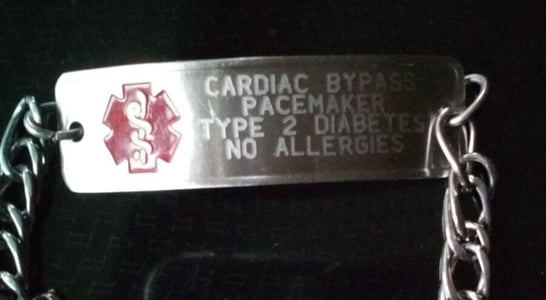 CARDIAC BYPASS
PACEMAKER
TYPE 2 DIABETES
NO ALLERGIES